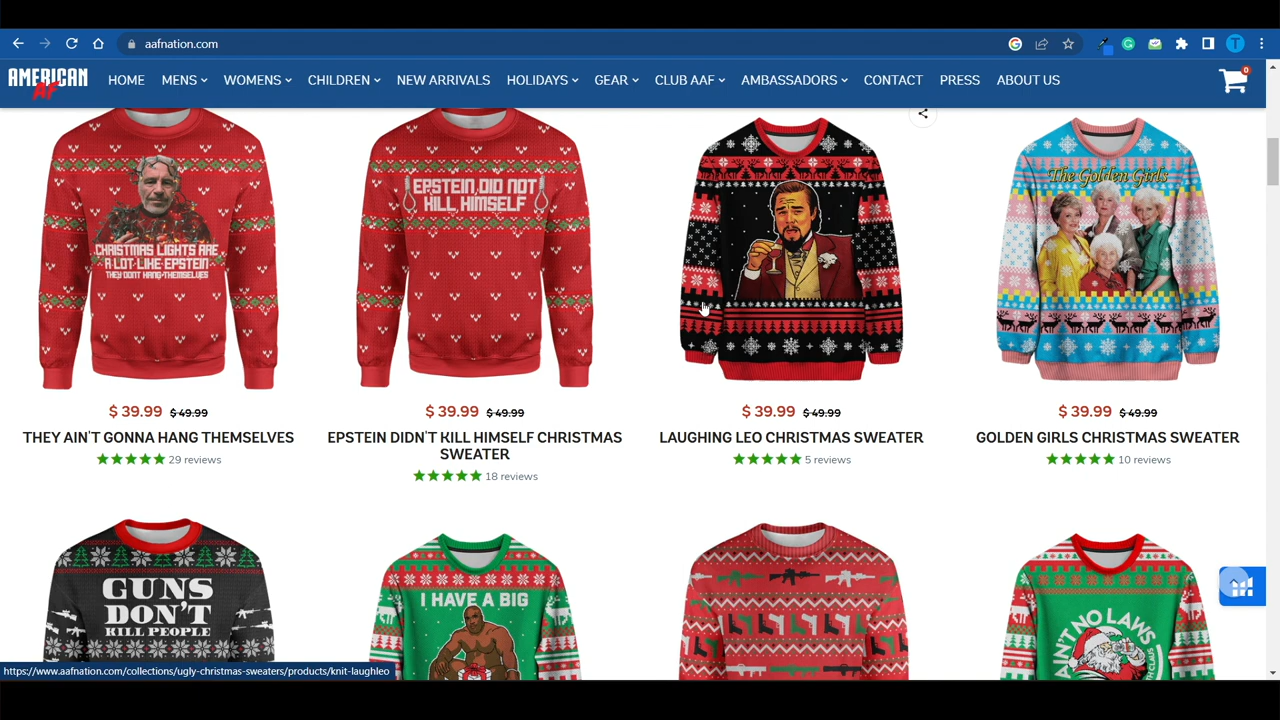 aafnation.com
AMERICAN AF
HOME MENS WOMENS CHILDREN NEW ARRIVALS HOLIDAYS GEAR CLUB AAF AMBASSADORS CONTACT PRESS ABOUT US
0
T
CHRISTMAS LIGHTS ARE
A LOT LIKE EPSTEIN
THEY DONT HANG THEMSELVES
EPSTEIN DID NOT
KILL HIMSELF
The Golden Girls
$ 39.99 $ 49.99
THEY AIN'T GONNA HANG THEMSELVES
29 reviews
$ 39.99 $ 49.99
EPSTEIN DIDN'T KILL HIMSELF CHRISTMAS
SWEATER
18 reviews
$ 39.99 $ 49.99
LAUGHING LEO CHRISTMAS SWEATER
5 reviews
$ 39.99 $ 49.99
GOLDEN GIRLS CHRISTMAS SWEATER
10 reviews
GUNS
DON'T
KILL PEOPLE
I HAVE A BIG
AIN'T NO LAWS
CLAUS
https://www.aafnation.com/collections/ugly-christmas-sweaters/products/knit-laughleo